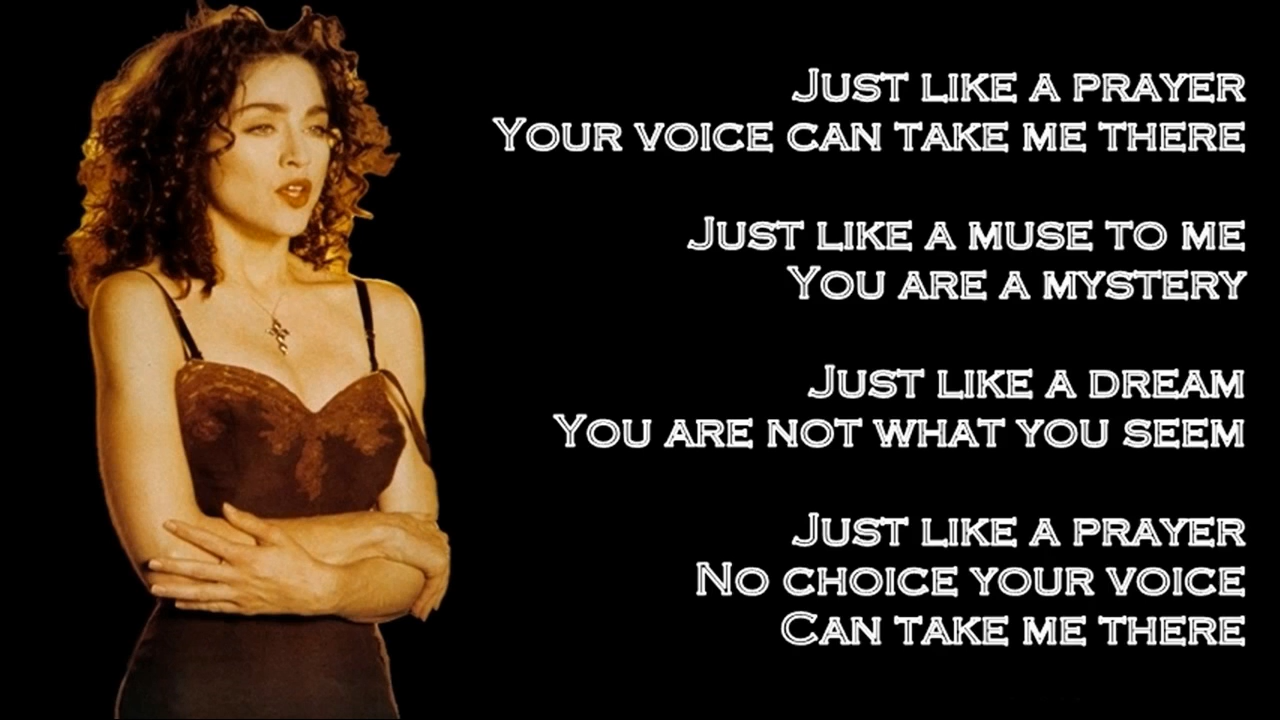 Just like a prayer
Your voice can take me there
Just like a muse to me
You are a mystery
Just like a dream
You are not what you seem
Just like a prayer
No choice your voice
Can take me there